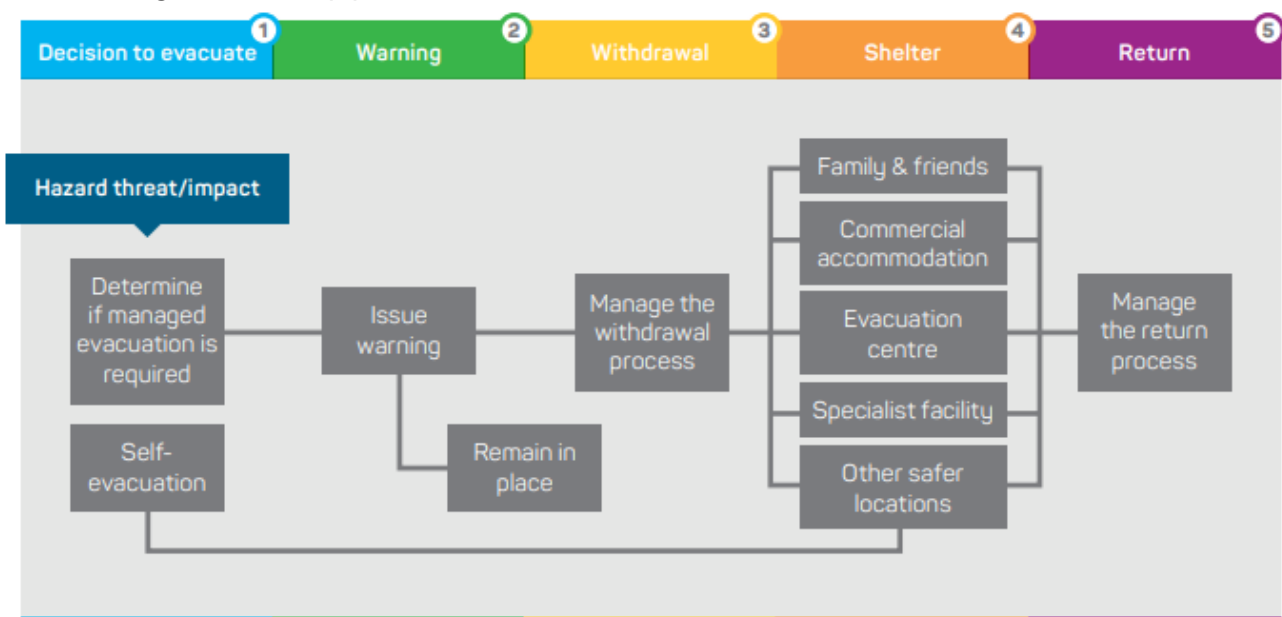 1
2
3
4
5
Decision to evacuate
Warning
Withdrawal
Shelter
Return
Hazard threat/impact
Determine
if managed
evacuation is
required
Self-
evacuation
Issue
warning
Remain in
place
Manage the
withdrawal
process
Family & friends
Commercial
accommodation
Evacuation
centre
Specialist facility
Other safer
locations
Manage
the return
process